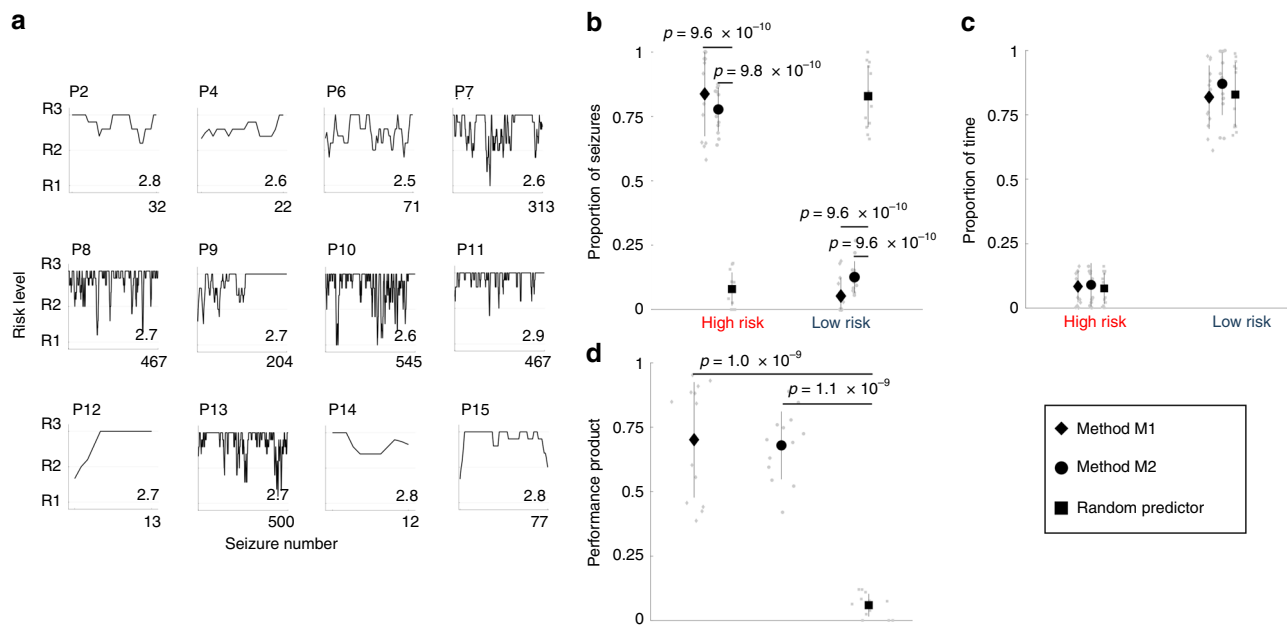 a
P2
P4
P6
P7
R3
R2
R1
2.8
2.6
2.5
2.6
32
22
71
313
P8
P9
P10
P11
R3
R2
R1
2.7
2.7
2.6
2.9
467
204
545
467
P12
P13
P14
P15
R3
R2
R1
2.7
2.7
2.8
2.8
13
500
12
77
Risk level
Seizure number
b
p = 9.6 × 10⁻¹⁰
p = 9.8 × 10⁻¹⁰
1
0.75
0.5
0.25
0
Proportion of seizures
p = 9.6 × 10⁻¹⁰
p = 9.6 × 10⁻¹⁰
High risk
Low risk
c
1
0.75
0.5
0.25
0
Proportion of time
High risk
Low risk
d
p = 1.0 × 10⁻⁹
p = 1.1 × 10⁻⁹
1
0.75
0.5
0.25
0
Performance product
Method M1
Method M2
Random predictor